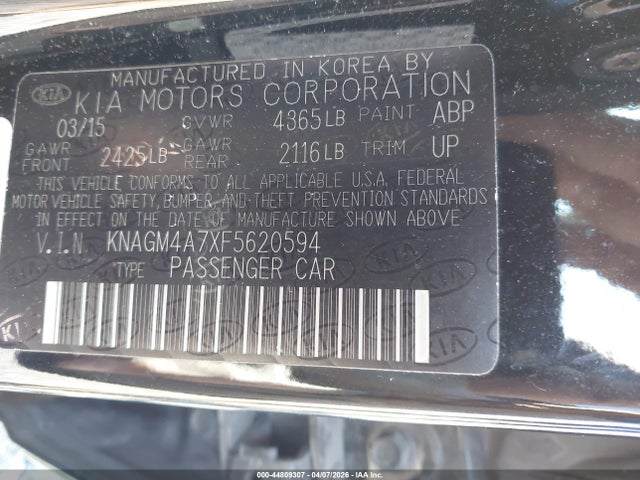 MANUFACTURED IN KOREA BY
KIA KIA MOTORS CORPORATION
03/15 GVWR 4365LB PAINT ABP
GAWR FRONT 2425LB GAWR REAR 2116LB TRIM UP
THIS VEHICLE CONFORMS TO ALL APPLICABLE U.S.A. FEDERAL
MOTOR VEHICLE SAFETY, BUMPER, AND THEFT PREVENTION STANDARDS
IN EFFECT ON THE DATE OF MANUFACTURE SHOWN ABOVE.
V.I.N. KNAGM4A7XF5620594
TYPE PASSENGER CAR
000-44809307 - 04/07/2026 - COPART